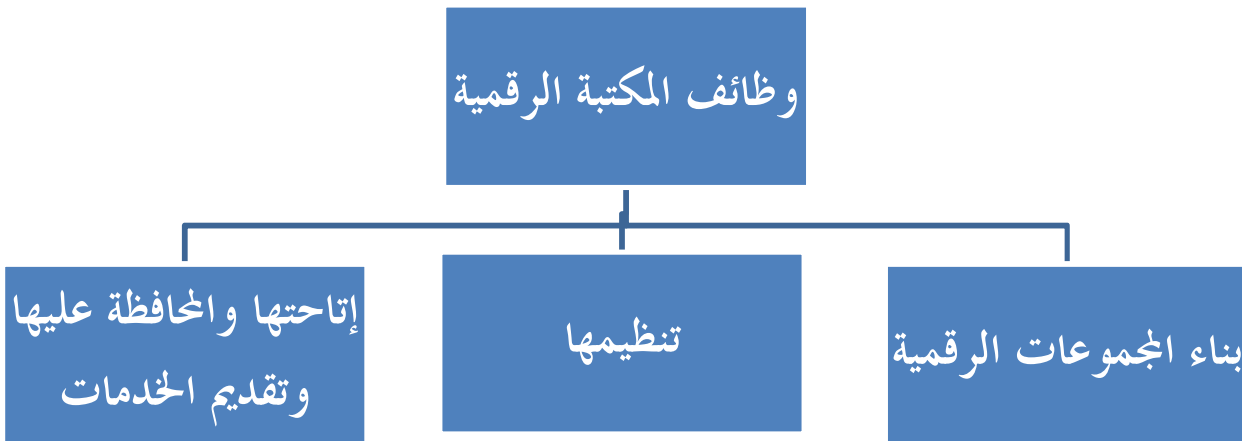 وظائف المكتبة الرقمية
بناء المجموعات الرقمية
تنظيمها
إتاحتها والمحافظة عليها
وتقديم الخدمات